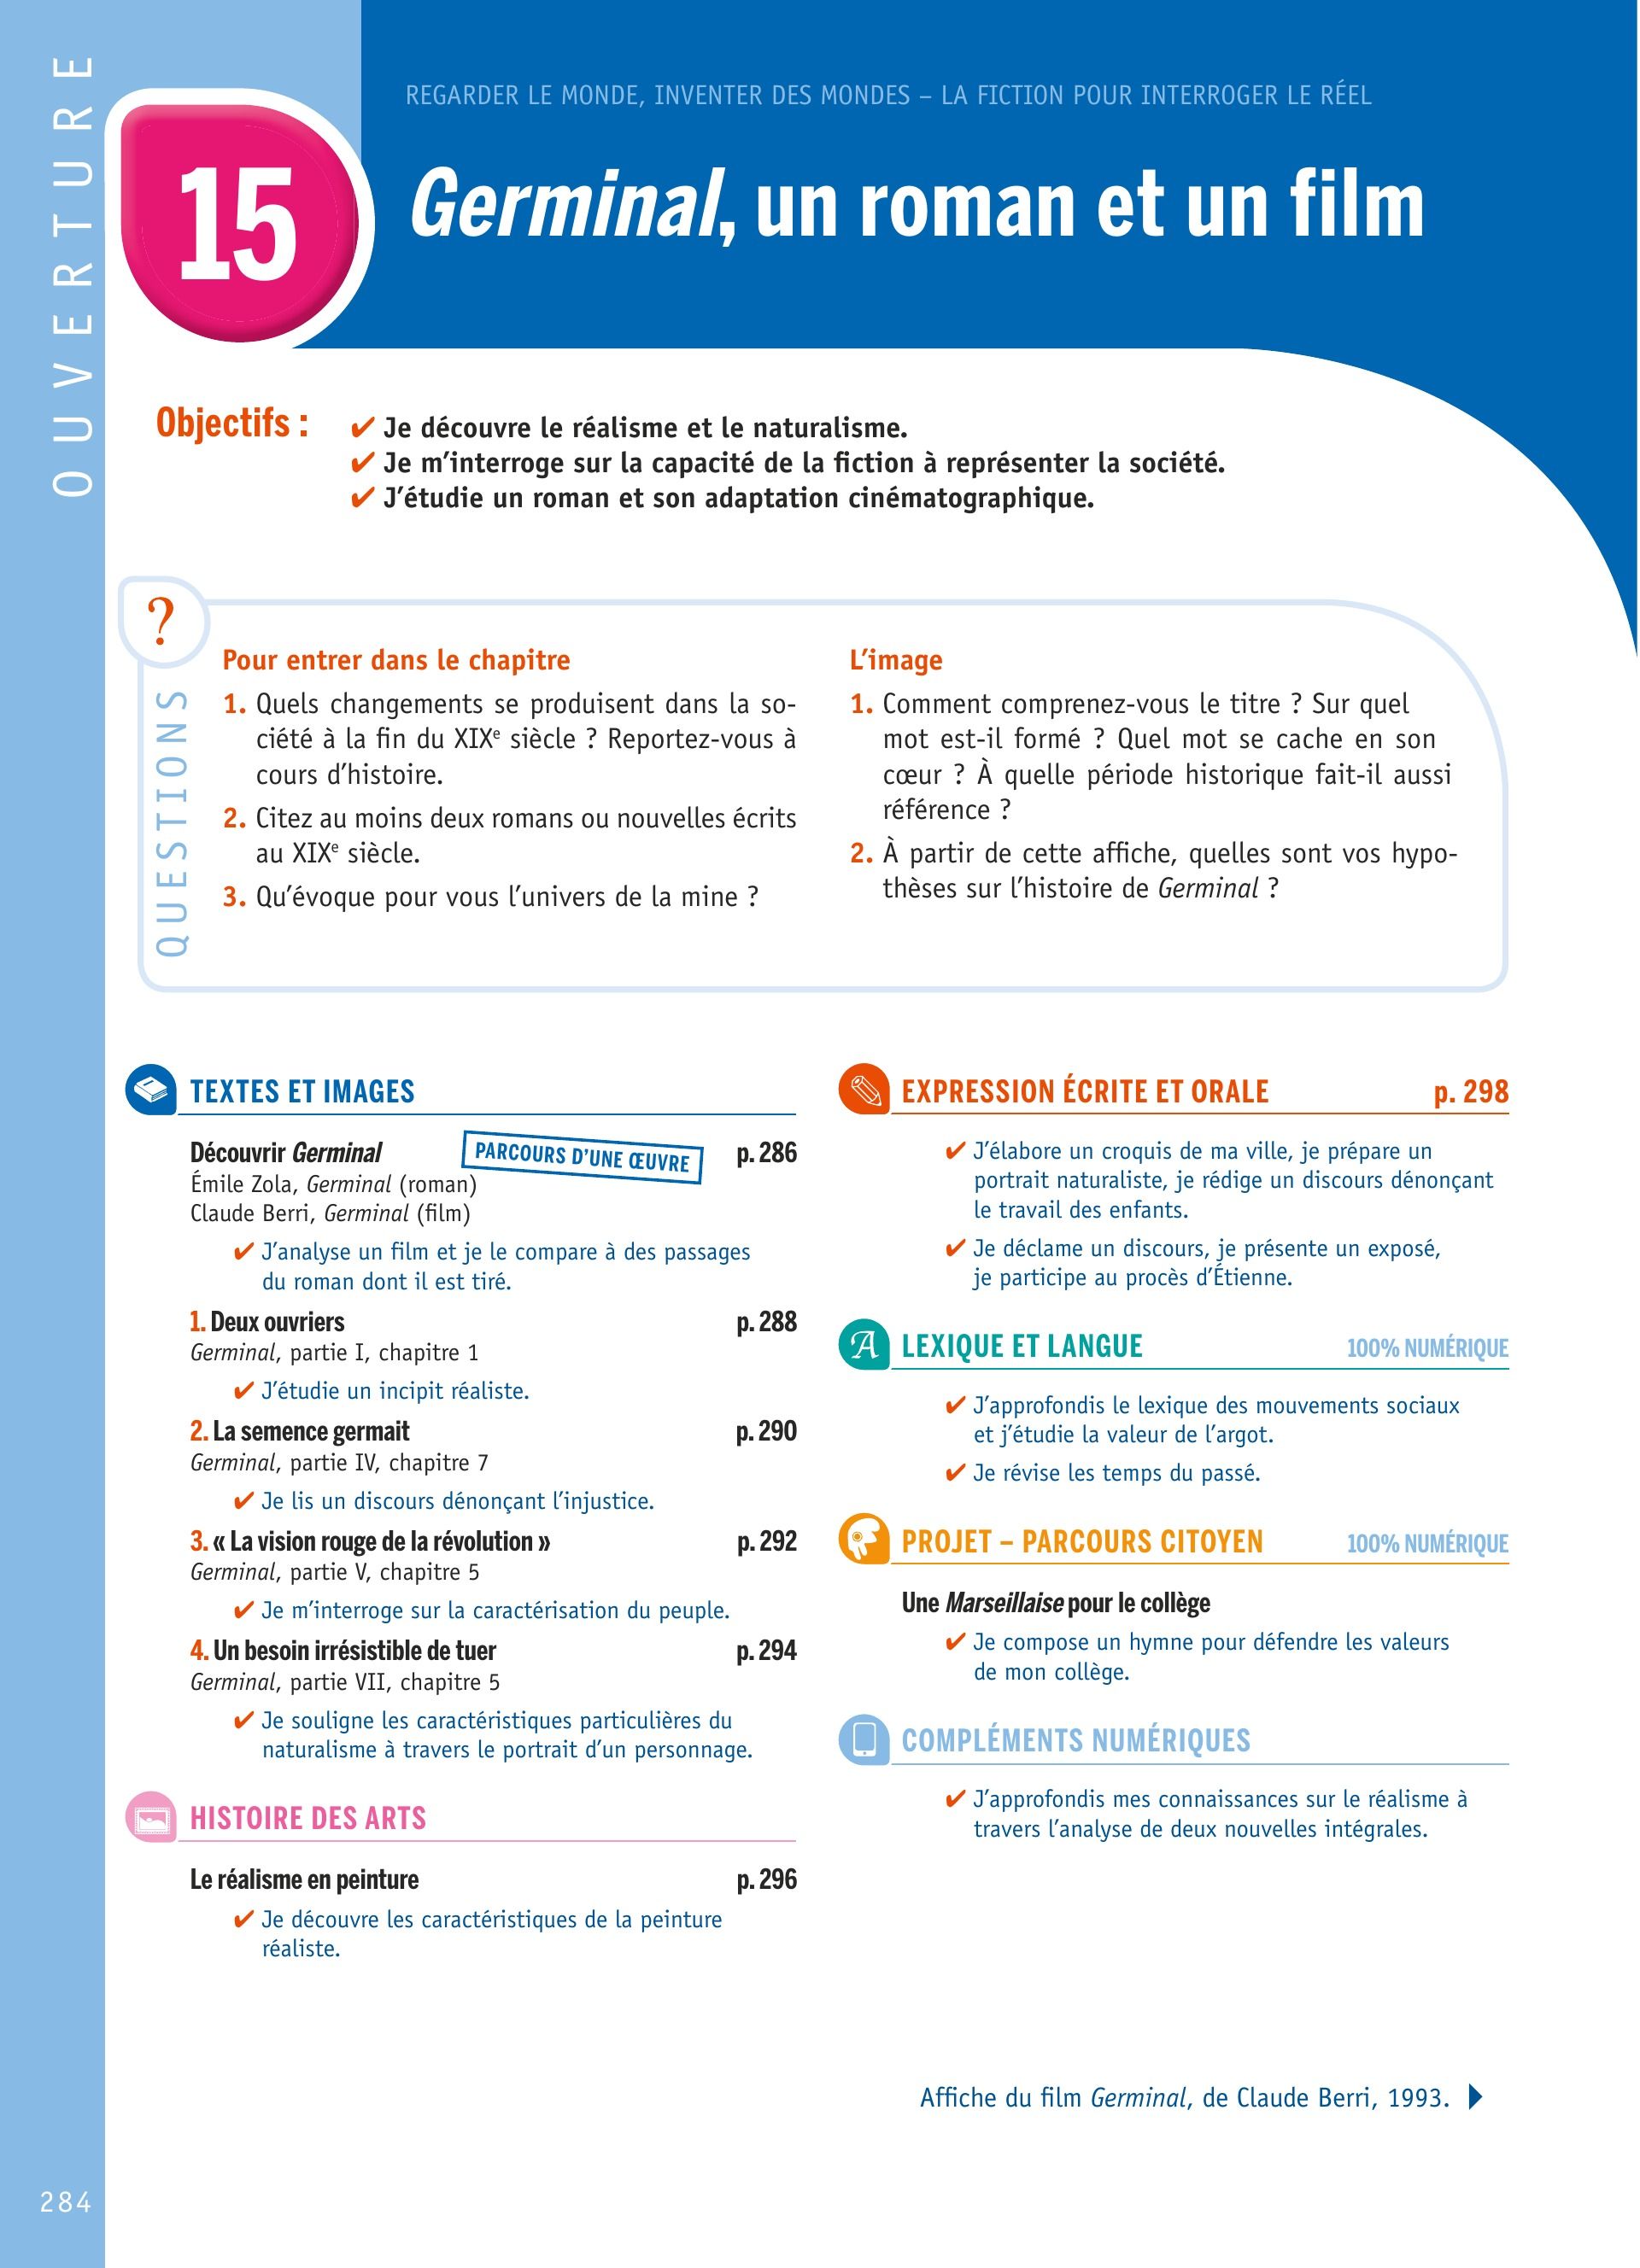 OUVERTURE
REGARDER LE MONDE, INVENTER DES MONDES – LA FICTION POUR INTERROGER LE RÉEL
15
Germinal, un roman et un film
Objectifs :
✔ Je découvre le réalisme et le naturalisme.
✔ Je m’interroge sur la capacité de la fiction à représenter la société.
✔ J’étudie un roman et son adaptation cinématographique.
?
QUESTIONS
Pour entrer dans le chapitre
1. Quels changements se produisent dans la so-
ciété à la fin du XIXe siècle ? Reportez-vous à
cours d’histoire.
2. Citez au moins deux romans ou nouvelles écrits
au XIXe siècle.
3. Qu’évoque pour vous l’univers de la mine ?
L’image
1. Comment comprenez-vous le titre ? Sur quel
mot est-il formé ? Quel mot se cache en son
cœur ? À quelle période historique fait-il aussi
référence ?
2. À partir de cette affiche, quelles sont vos hypo-
thèses sur l’histoire de Germinal ?
TEXTES ET IMAGES
Découvrir Germinal PARCOURS D’UNE ŒUVRE p. 286
Émile Zola, Germinal (roman)
Claude Berri, Germinal (film)
✔ J’analyse un film et je le compare à des passages
du roman dont il est tiré.
1. Deux ouvriers p. 288
Germinal, partie I, chapitre 1
✔ J’étudie un incipit réaliste.
2. La semence germait p. 290
Germinal, partie IV, chapitre 7
✔ Je lis un discours dénonçant l’injustice.
3. « La vision rouge de la révolution » p. 292
Germinal, partie V, chapitre 5
✔ Je m’interroge sur la caractérisation du peuple.
4. Un besoin irrésistible de tuer p. 294
Germinal, partie VII, chapitre 5
✔ Je souligne les caractéristiques particulières du
naturalisme à travers le portrait d’un personnage.
HISTOIRE DES ARTS
Le réalisme en peinture p. 296
✔ Je découvre les caractéristiques de la peinture
réaliste.
EXPRESSION ÉCRITE ET ORALE p. 298
✔ J’élabore un croquis de ma ville, je prépare un
portrait naturaliste, je rédige un discours dénonçant
le travail des enfants.
✔ Je déclame un discours, je présente un exposé,
je participe au procès d’Étienne.
A LEXIQUE ET LANGUE 100% NUMÉRIQUE
✔ J’approfondis le lexique des mouvements sociaux
et j’étudie la valeur de l’argot.
✔ Je révise les temps du passé.
PROJET – PARCOURS CITOYEN 100% NUMÉRIQUE
Une Marseillaise pour le collège
✔ Je compose un hymne pour défendre les valeurs
de mon collège.
COMPLÉMENTS NUMÉRIQUES
✔ J’approfondis mes connaissances sur le réalisme à
travers l’analyse de deux nouvelles intégrales.
Affiche du film Germinal, de Claude Berri, 1993.
284